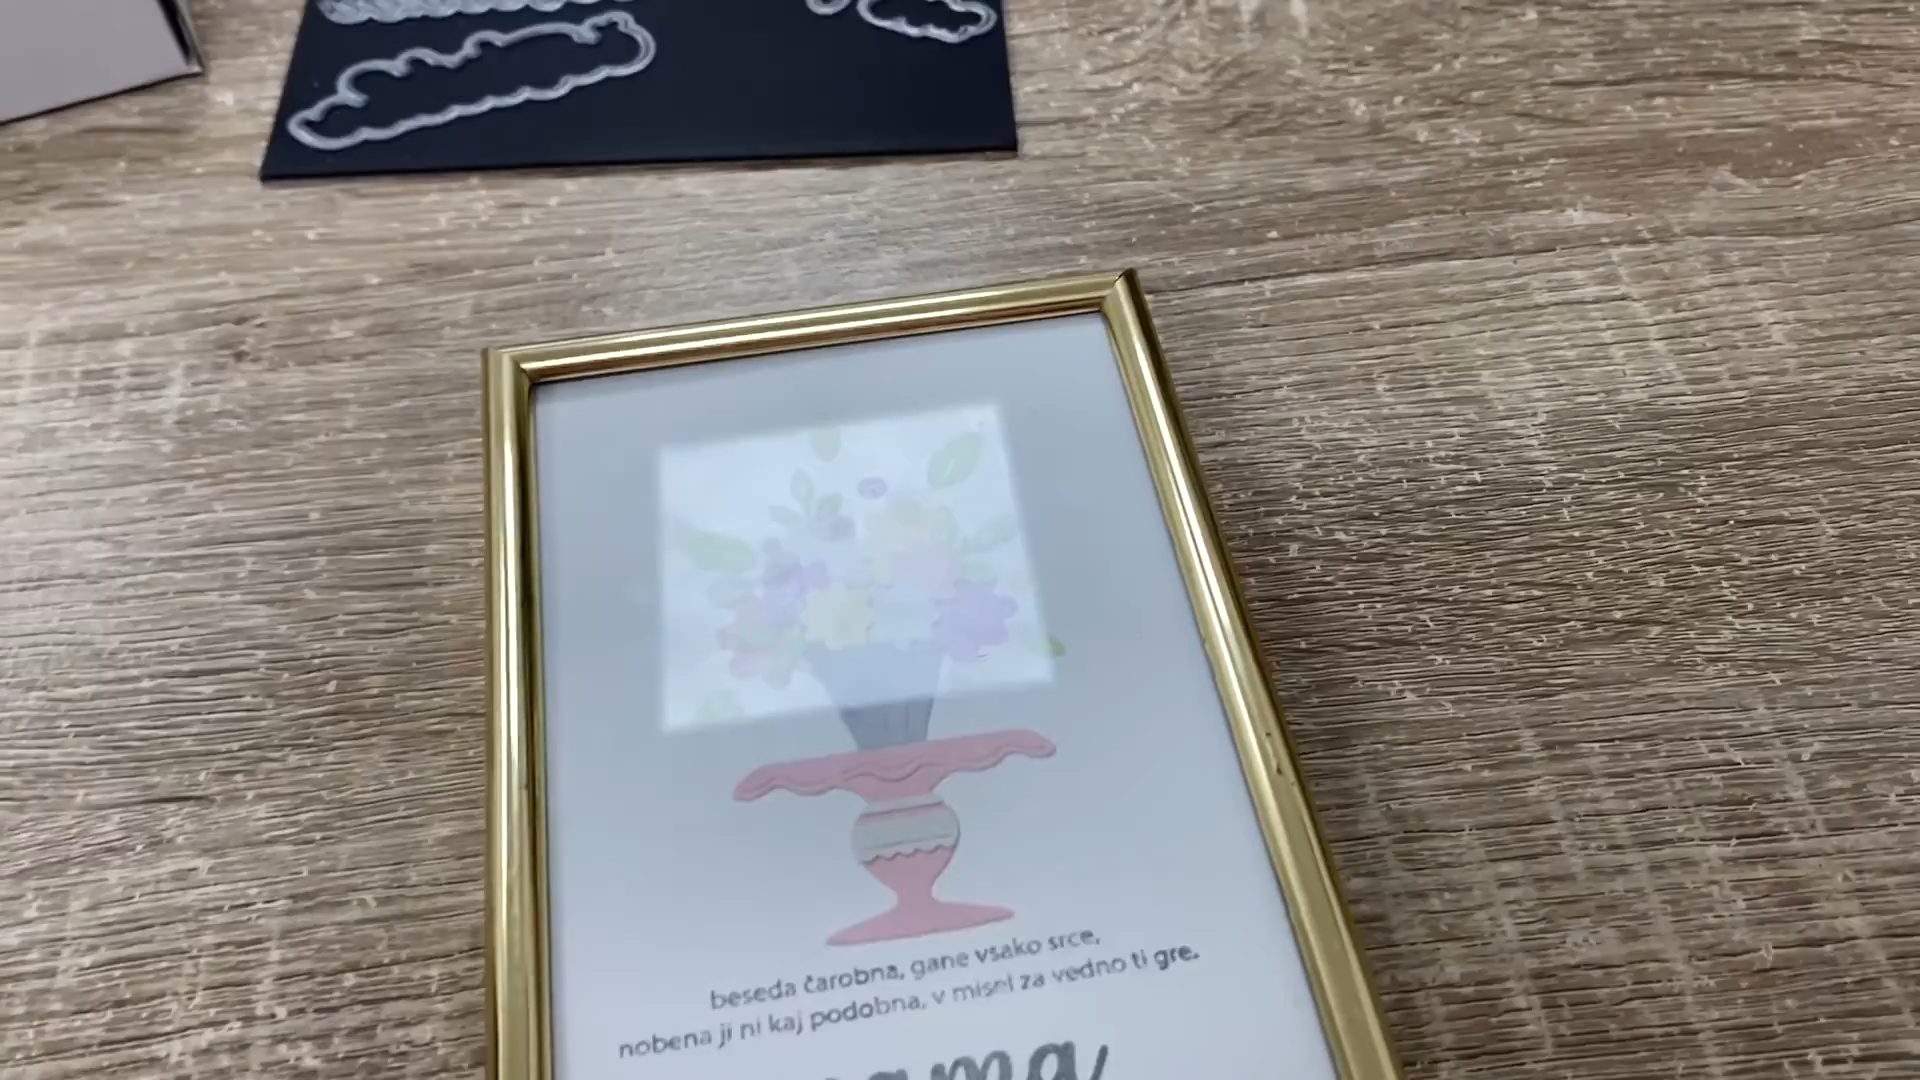 beseda čarobna, gane vsako srce,
nobena ji ni kaj podobna, v misel za vedno ti gre.